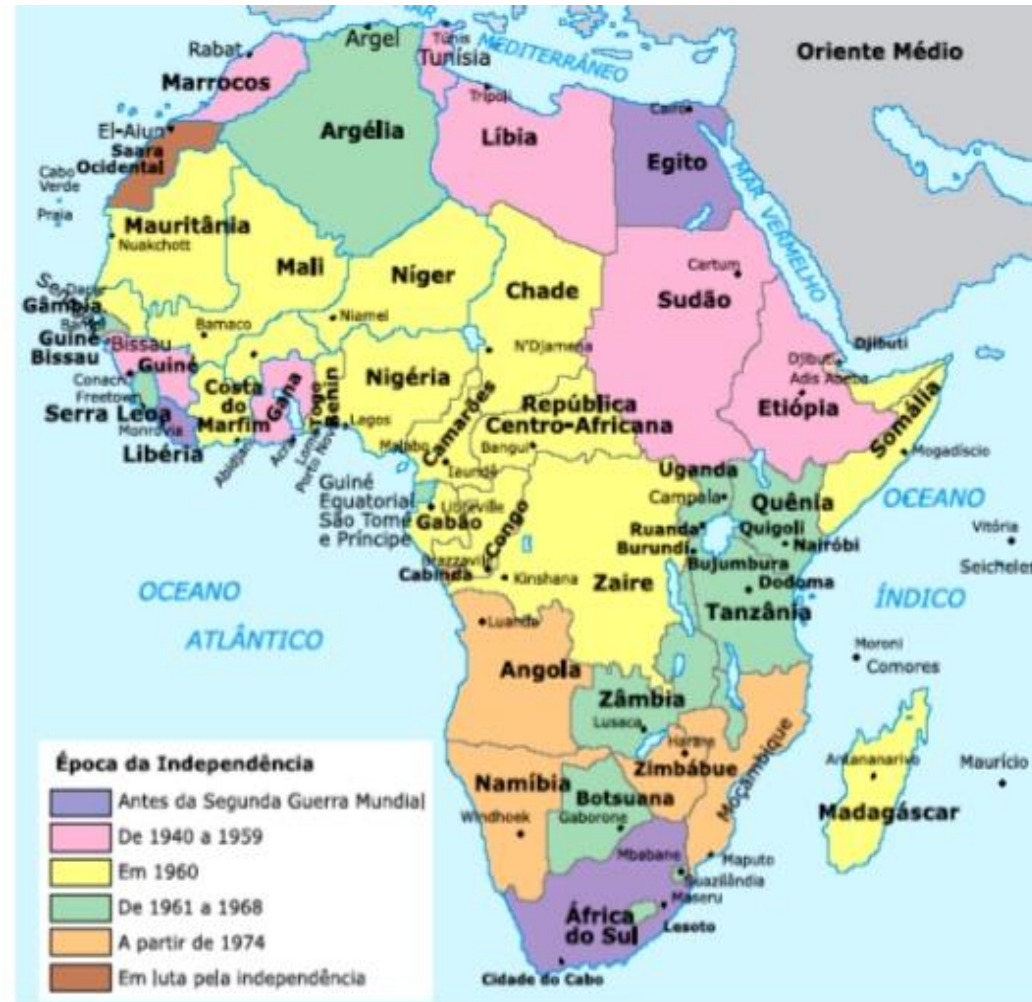 MAR
MEDITERRÂNEO
Oriente Médio
Rabat
Argel
Túnis
Tunísia
Marrocos
Trípoli
Cairo
El-Aiun
Saara
Ocidental
Argélia
Líbia
Egito
MAR VERMELHO
Cabo
Verde
Praia
Mauritânia
Nuakchott
Mali
Níger
Chade
Sudão
Cartum
Gâmbia
Bamaco
Niamei
N'Djamena
Djibuti
Djibuti
Guiné
Bissau
Bissau
Guiné
Conacri
Freetown
Serra Leoa
Monróvia
Libéria
Costa
do
Marfim
Abidjan
Gana
Acra
Togo
Lomé
Benin
Porto Novo
Lagos
Nigéria
Camarões
República
Centro-Africana
Bangui
Adis Abeba
Etiópia
Somália
Mogadíscio
Malabo
Iaundê
Guiné
Equatorial
São Tomé
e Príncipe
Libreville
Gabão
Congo
Brazzaville
Cabinda
Kinshana
Zaire
Uganda
Campala
Quênia
Ruanda
Quigoli
Burundi
Nairóbi
Bujumbura
Dodoma
Tanzânia
OCEANO
ÍNDICO
Vitória
Seicheles
OCEANO
ATLÂNTICO
Luanda
Angola
Moroni
Comores
Zâmbia
Lusaca
Harare
Zimbábue
Moçambique
Antananarivo
Madagáscar
Maurício
Namíbia
Windhoek
Botsuana
Gaborone
Mbabane
Maputo
Suazilândia
Maseru
África
do Sul
Lesoto
Cidade do Cabo
Época da Independência
Antes da Segunda Guerra Mundial
De 1940 a 1959
Em 1960
De 1961 a 1968
A partir de 1974
Em luta pela independência